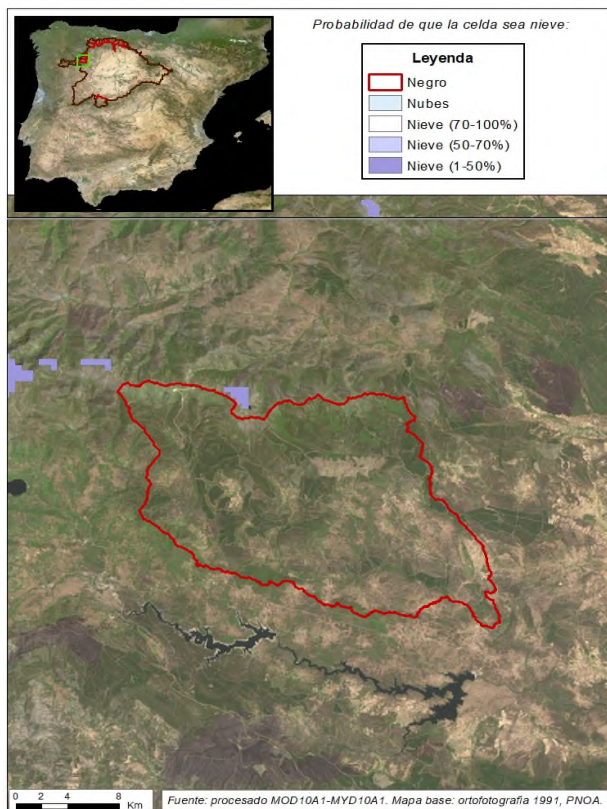 Probabilidad de que la celda sea nieve:
Leyenda
Negro
Nubes
Nieve (70-100%)
Nieve (50-70%)
Nieve (1-50%)
0 2 4 8
Km
Fuente: procesado MOD10A1-MYD10A1. Mapa base: ortofotografia 1991, PNOA